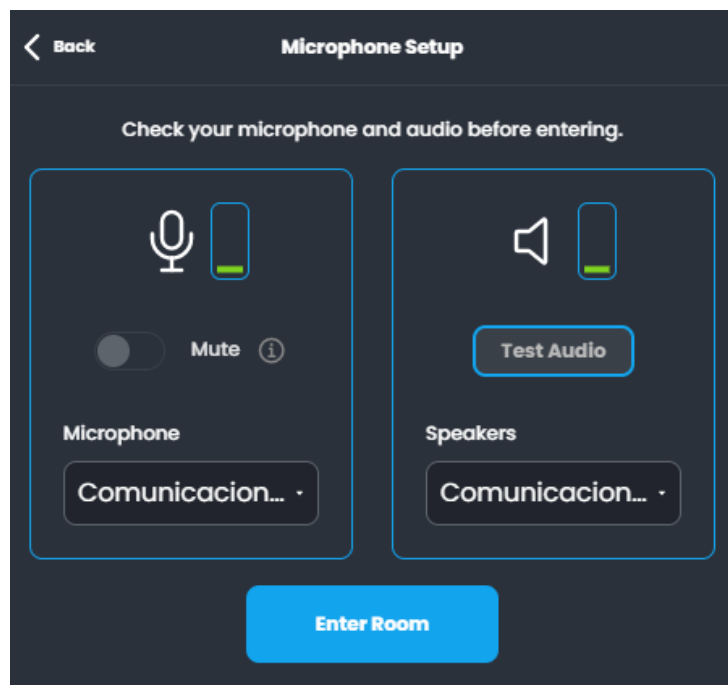 Back
Microphone Setup
Check your microphone and audio before entering.
Mute
Test Audio
Microphone
Speakers
Comunicacion...
Comunicacion...
Enter Room